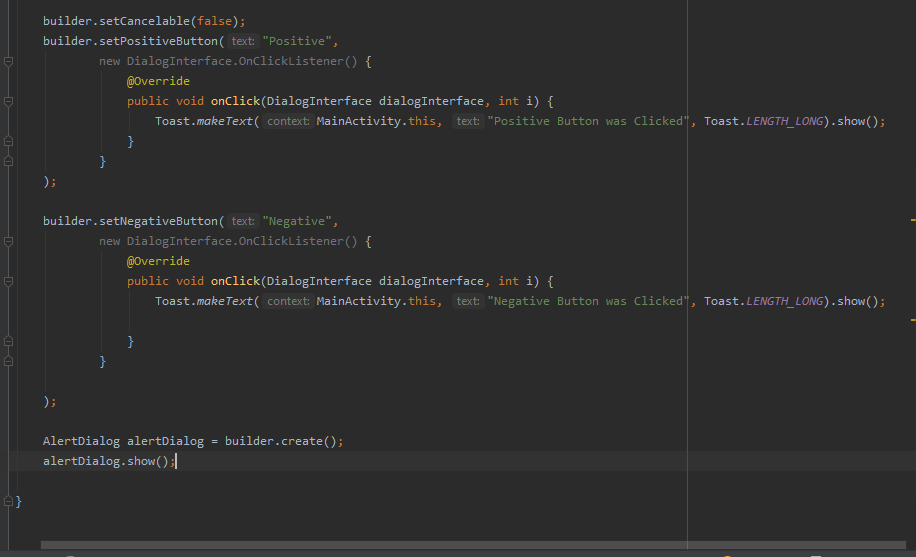 builder.setCancelable(false);
builder.setPositiveButton( text: "Positive",
new DialogInterface.OnClickListener() {
@Override
public void onClick(DialogInterface dialogInterface, int i) {
Toast.makeText( context: MainActivity.this, text: "Positive Button was Clicked", Toast.LENGTH_LONG).show();
}
}
);
builder.setNegativeButton( text: "Negative",
new DialogInterface.OnClickListener() {
@Override
public void onClick(DialogInterface dialogInterface, int i) {
Toast.makeText( context: MainActivity.this, text: "Negative Button was Clicked", Toast.LENGTH_LONG).show();
}
}
);
AlertDialog alertDialog = builder.create();
alertDialog.show();
}